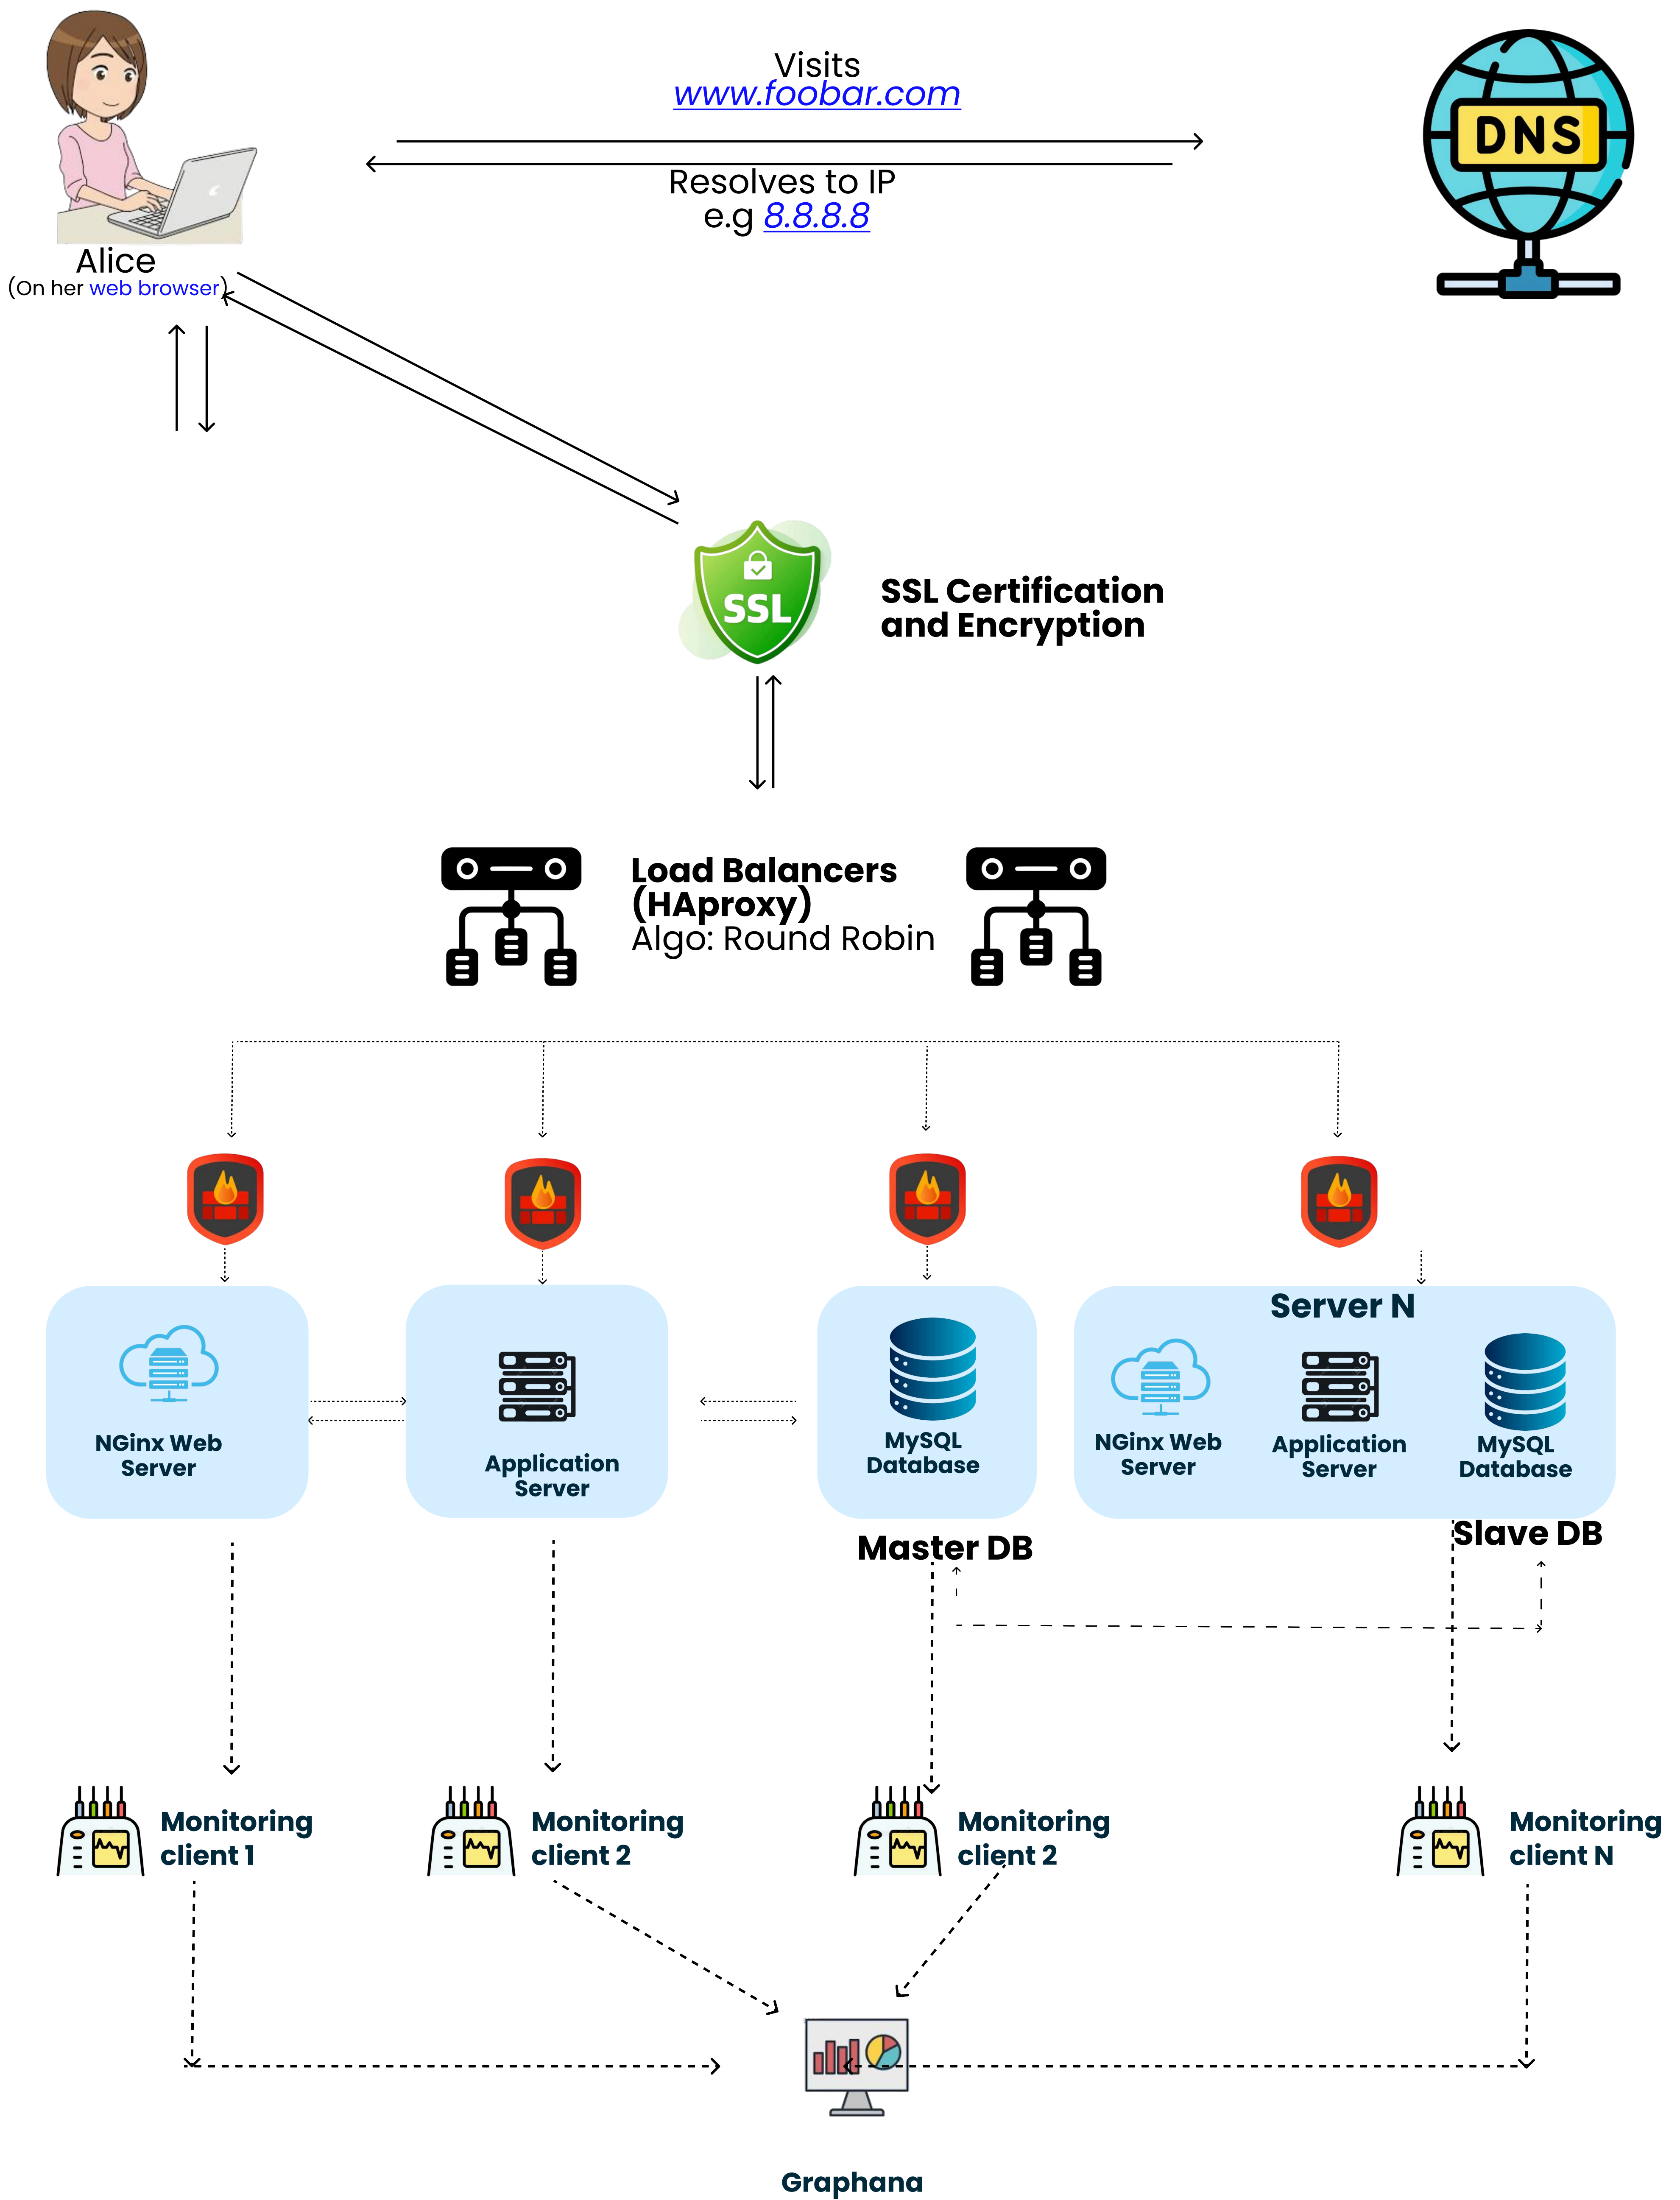 Visits
www.foobar.com
DNS
Resolves to IP
e.g 8.8.8.8
Alice
(On her web browser)
SSL
SSL Certification
and Encryption
Load Balancers
(HAproxy)
Algo: Round Robin
Server N
NGinx Web
Server
Application
Server
MySQL
Database
NGinx Web
Server
Application
Server
MySQL
Database
Master DB
Slave DB
Monitoring
client 1
Monitoring
client 2
Monitoring
client 2
Monitoring
client N
Graphana